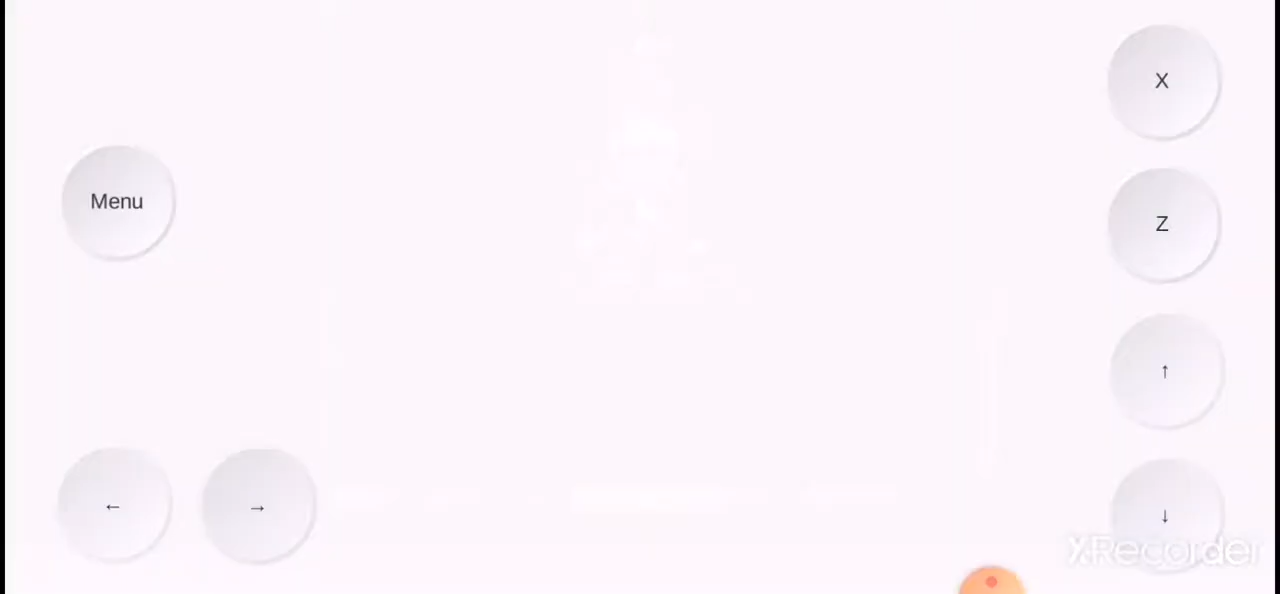 X
Menu
Z
↑
← →
↓
XRecorder